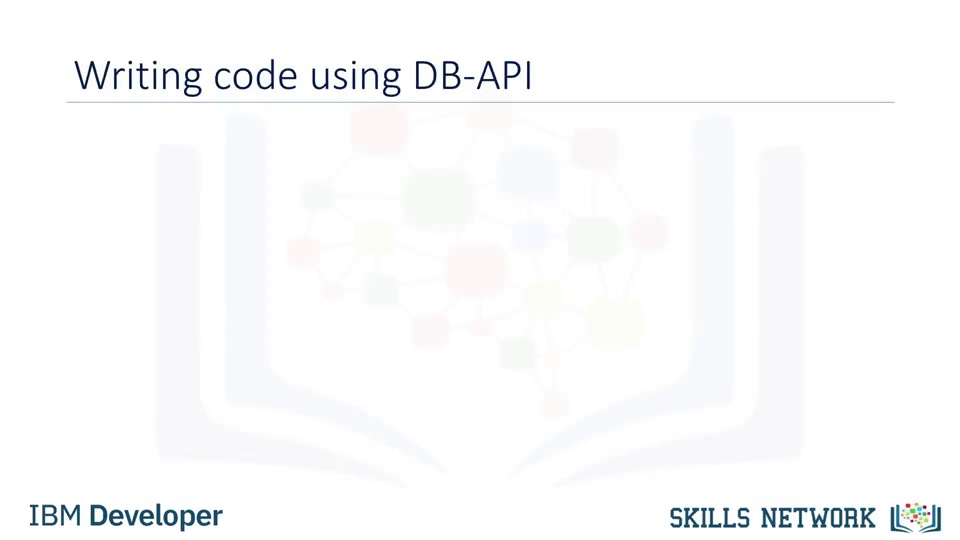 Writing code using DB-API
IBM Developer
SKILLS NETWORK